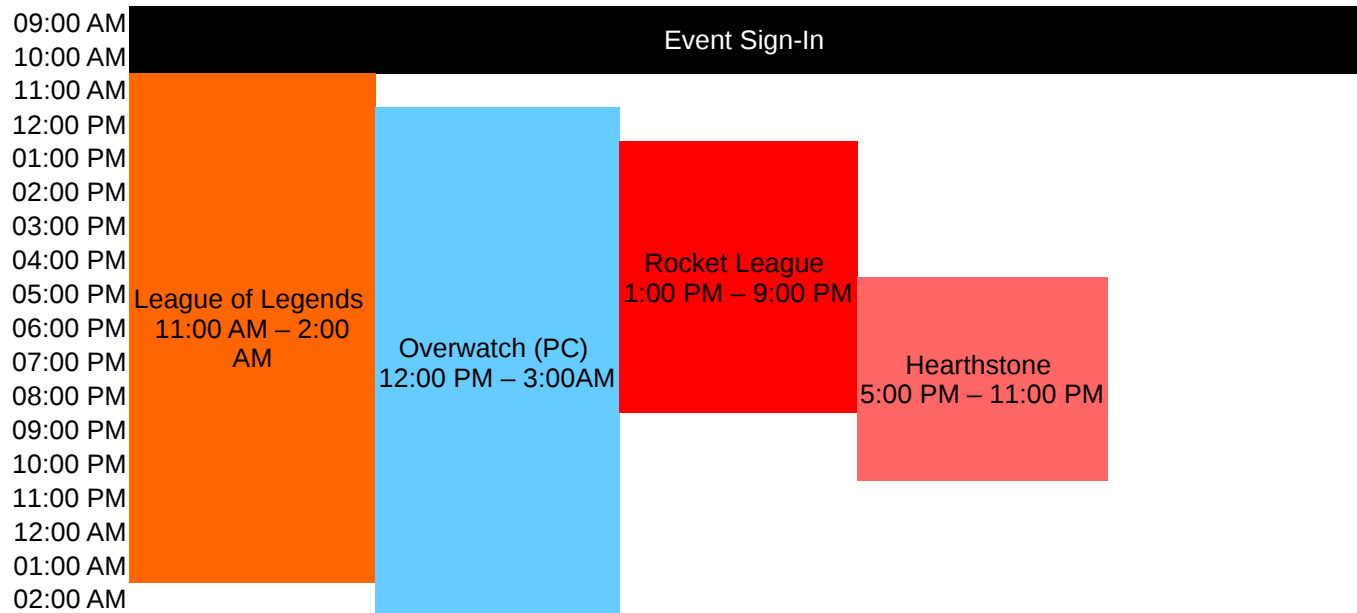 09:00 AM
Event Sign-In
10:00 AM
11:00 AM
12:00 PM
01:00 PM
02:00 PM
03:00 PM
04:00 PM
05:00 PM
06:00 PM
07:00 PM
08:00 PM
09:00 PM
10:00 PM
11:00 PM
12:00 AM
01:00 AM
02:00 AM
League of Legends
11:00 AM – 2:00
AM
Overwatch (PC)
12:00 PM – 3:00AM
Rocket League
1:00 PM – 9:00 PM
Hearthstone
5:00 PM – 11:00 PM